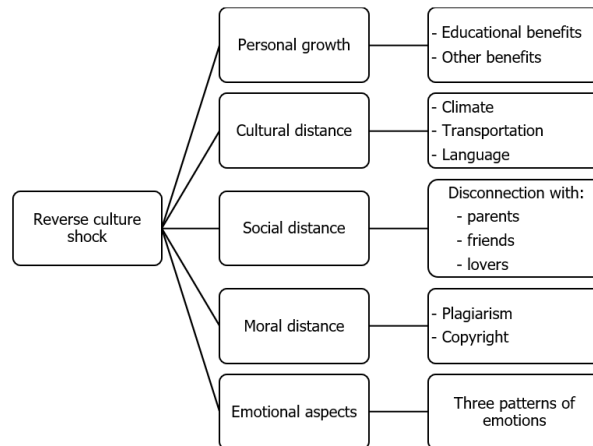 Reverse culture
shock
Personal growth
- Educational benefits
- Other benefits
Cultural distance
- Climate
- Transportation
- Language
Social distance
Disconnection with:
- parents
- friends
- lovers
Moral distance
- Plagiarism
- Copyright
Emotional aspects
Three patterns of
emotions